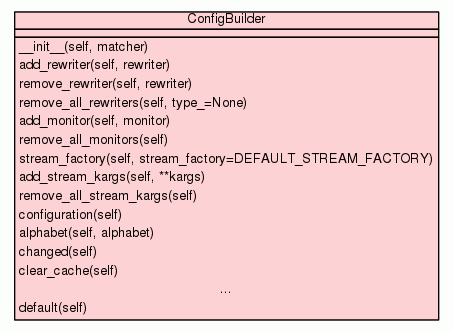 ConfigBuilder
__init__(self, matcher)
add_rewriter(self, rewriter)
remove_rewriter(self, rewriter)
remove_all_rewriters(self, type_=None)
add_monitor(self, monitor)
remove_all_monitors(self)
stream_factory(self, stream_factory=DEFAULT_STREAM_FACTORY)
add_stream_kargs(self, **kargs)
remove_all_stream_kargs(self)
configuration(self)
alphabet(self, alphabet)
changed(self)
clear_cache(self)
...
default(self)